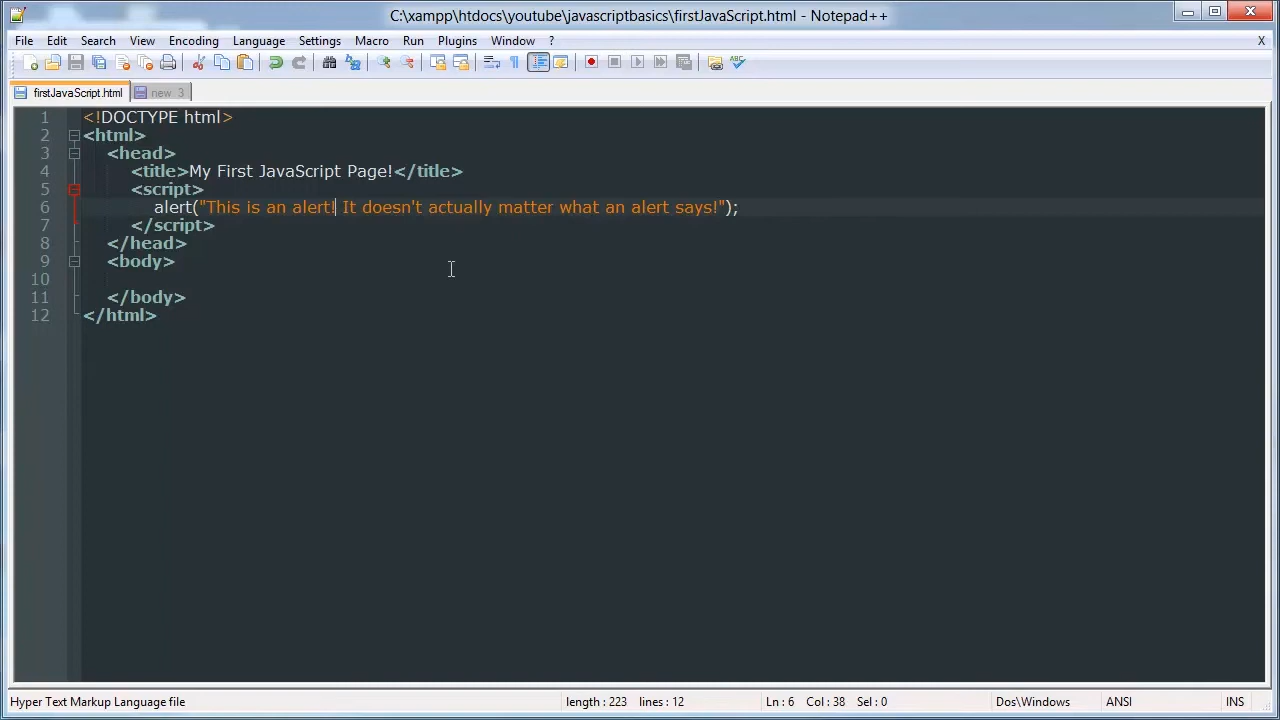 C:\xampp\htdocs\youtube\javascriptbasics\firstJavaScript.html - Notepad++
File Edit Search View Encoding Language Settings Macro Run Plugins Window ? X
firstJavaScript.html new 3
1 <!DOCTYPE html>
2 <html>
3 <head>
4 <title>My First JavaScript Page!</title>
5 <script>
6 alert("This is an alert! It doesn't actually matter what an alert says!");
7 </script>
8 </head>
9 <body>
10
11 </body>
12 </html>
Hyper Text Markup Language file length : 223 lines : 12 Ln : 6 Col : 38 Sel : 0 Dos\Windows ANSI INS